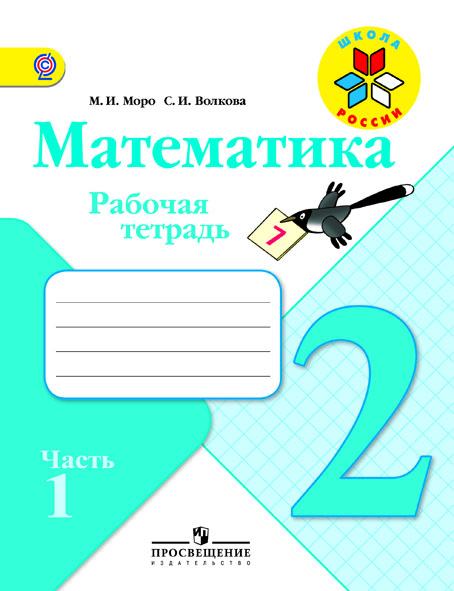 ШКОЛА
РОССИИ
М. И. Моро С. И. Волкова
Математика
Рабочая
тетрадь
7
2
Часть
1
ПРОСВЕЩЕНИЕ
ИЗДАТЕЛЬСТВО